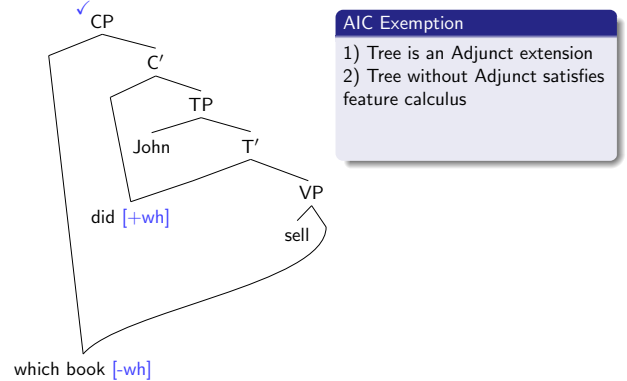 ✓
CP
C′
TP
John
T′
VP
did [+wh]
sell
which book [-wh]
AIC Exemption
1) Tree is an Adjunct extension
2) Tree without Adjunct satisfies
feature calculus